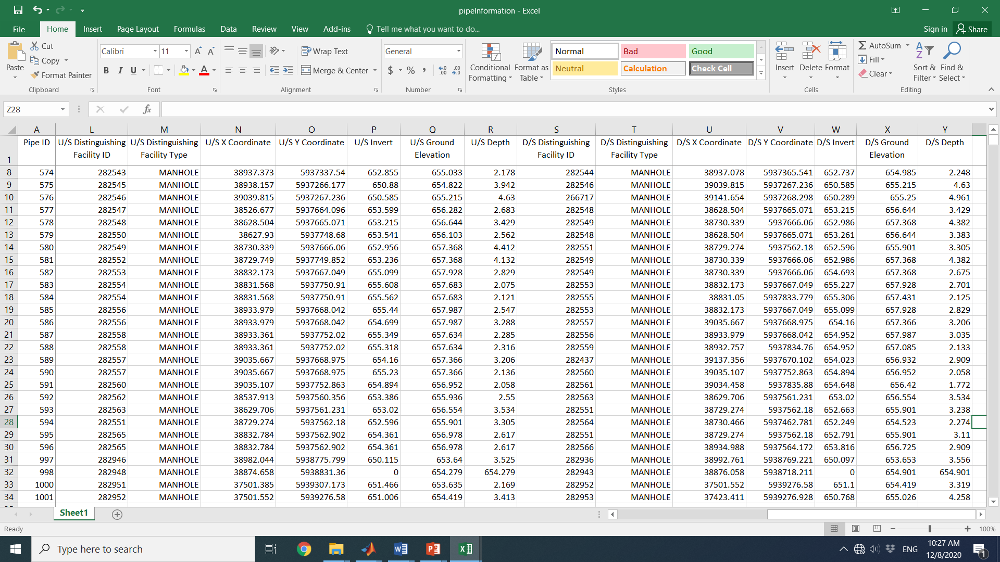 pipeInformation - Excel
File Home Insert Page Layout Formulas Data Review View Add-ins Tell me what you want to do... Sign in Share
Paste Cut Copy Format Painter Clipboard
Calibri 11 A A B I U A Font
Wrap Text Merge & Center Alignment
General $ % , Number
Conditional Formatting Format as Table Normal Bad Good Neutral Calculation Check Cell Styles
Insert Delete Format Cells
AutoSum Fill Clear Sort & Filter Find & Select Editing
Z28 fx
A L M N O P Q R S T U V W X Y
1 Pipe ID U/S Distinguishing Facility ID U/S Distinguishing Facility Type U/S X Coordinate U/S Y Coordinate U/S Invert U/S Ground Elevation U/S Depth D/S Distinguishing Facility ID D/S Distinguishing Facility Type D/S X Coordinate D/S Y Coordinate D/S Invert D/S Ground Elevation D/S Depth
8 574 282543 MANHOLE 38937.373 5937337.54 652.855 655.033 2.178 282544 MANHOLE 38937.078 5937365.541 652.737 654.985 2.248
9 575 282545 MANHOLE 38938.157 5937266.177 650.88 654.822 3.942 282546 MANHOLE 39039.815 5937267.236 650.585 655.215 4.63
10 576 282546 MANHOLE 39039.815 5937267.236 650.585 655.215 4.63 266717 MANHOLE 39141.654 5937268.298 650.289 655.25 4.961
11 577 282547 MANHOLE 38526.677 5937664.096 653.599 656.282 2.683 282548 MANHOLE 38628.504 5937665.071 653.215 656.644 3.429
12 578 282548 MANHOLE 38628.504 5937665.071 653.215 656.644 3.429 282549 MANHOLE 38730.339 5937666.06 652.986 657.368 4.382
13 579 282550 MANHOLE 38627.93 5937748.68 653.541 656.103 2.562 282548 MANHOLE 38628.504 5937665.071 653.261 656.644 3.383
14 580 282549 MANHOLE 38730.339 5937666.06 652.956 657.368 4.412 282551 MANHOLE 38729.274 5937562.18 652.596 655.901 3.305
15 581 282552 MANHOLE 38729.749 5937749.852 653.236 657.368 4.132 282549 MANHOLE 38730.339 5937666.06 652.986 657.368 4.382
16 582 282553 MANHOLE 38832.173 5937667.049 655.099 657.928 2.829 282549 MANHOLE 38730.339 5937666.06 654.693 657.368 2.675
17 583 282554 MANHOLE 38831.568 5937750.91 655.608 657.683 2.075 282553 MANHOLE 38832.173 5937667.049 655.227 657.928 2.701
18 584 282554 MANHOLE 38831.568 5937750.91 655.562 657.683 2.121 282555 MANHOLE 38831.05 5937833.779 655.306 657.431 2.125
19 585 282556 MANHOLE 38933.979 5937668.042 655.44 657.987 2.547 282553 MANHOLE 38832.173 5937667.049 655.099 657.928 2.829
20 586 282556 MANHOLE 38933.979 5937668.042 654.699 657.987 3.288 282557 MANHOLE 39035.667 5937668.975 654.16 657.366 3.206
21 587 282558 MANHOLE 38933.361 5937752.02 655.349 657.634 2.285 282556 MANHOLE 38933.979 5937668.042 654.952 657.987 3.035
22 588 282558 MANHOLE 38933.361 5937752.02 655.318 657.634 2.316 282559 MANHOLE 38932.757 5937834.76 654.952 657.085 2.133
23 589 282557 MANHOLE 39035.667 5937668.975 654.16 657.366 3.206 282437 MANHOLE 39137.356 5937670.102 654.023 656.932 2.909
24 590 282557 MANHOLE 39035.667 5937668.975 655.23 657.366 2.136 282560 MANHOLE 39035.107 5937752.863 654.894 656.952 2.058
25 591 282560 MANHOLE 39035.107 5937752.863 654.894 656.952 2.058 282561 MANHOLE 39034.458 5937835.88 654.648 656.42 1.772
26 592 282562 MANHOLE 38537.913 5937560.356 653.386 655.936 2.55 282563 MANHOLE 38629.706 5937561.231 653.02 656.554 3.534
27 593 282563 MANHOLE 38629.706 5937561.231 653.02 656.554 3.534 282551 MANHOLE 38729.274 5937562.18 652.663 655.901 3.238
28 594 282551 MANHOLE 38729.274 5937562.18 652.596 655.901 3.305 282564 MANHOLE 38730.466 5937462.781 652.249 654.523 2.274
29 595 282565 MANHOLE 38832.784 5937562.902 654.361 656.978 2.617 282551 MANHOLE 38729.274 5937562.18 652.791 655.901 3.11
30 596 282565 MANHOLE 38832.784 5937562.902 654.361 656.978 2.617 282566 MANHOLE 38934.988 5937564.172 653.816 656.725 2.909
31 997 282946 MANHOLE 38982.044 5938775.799 650.115 653.64 3.525 282936 MANHOLE 38992.761 5938769.221 650.097 653.653 3.556
32 998 282948 MANHOLE 38874.658 5938831.36 0 654.279 654.279 282943 MANHOLE 38876.058 5938718.211 0 654.901 654.901
33 1000 282951 MANHOLE 37501.385 5939307.173 651.466 653.635 2.169 282952 MANHOLE 37501.552 5939276.58 651.1 654.419 3.319
34 1001 282952 MANHOLE 37501.552 5939276.58 651.006 654.419 3.413 282953 MANHOLE 37423.411 5939276.928 650.768 655.026 4.258
Sheet1
Ready 100%
Type here to search ENG 10:27 AM
12/8/2020 1